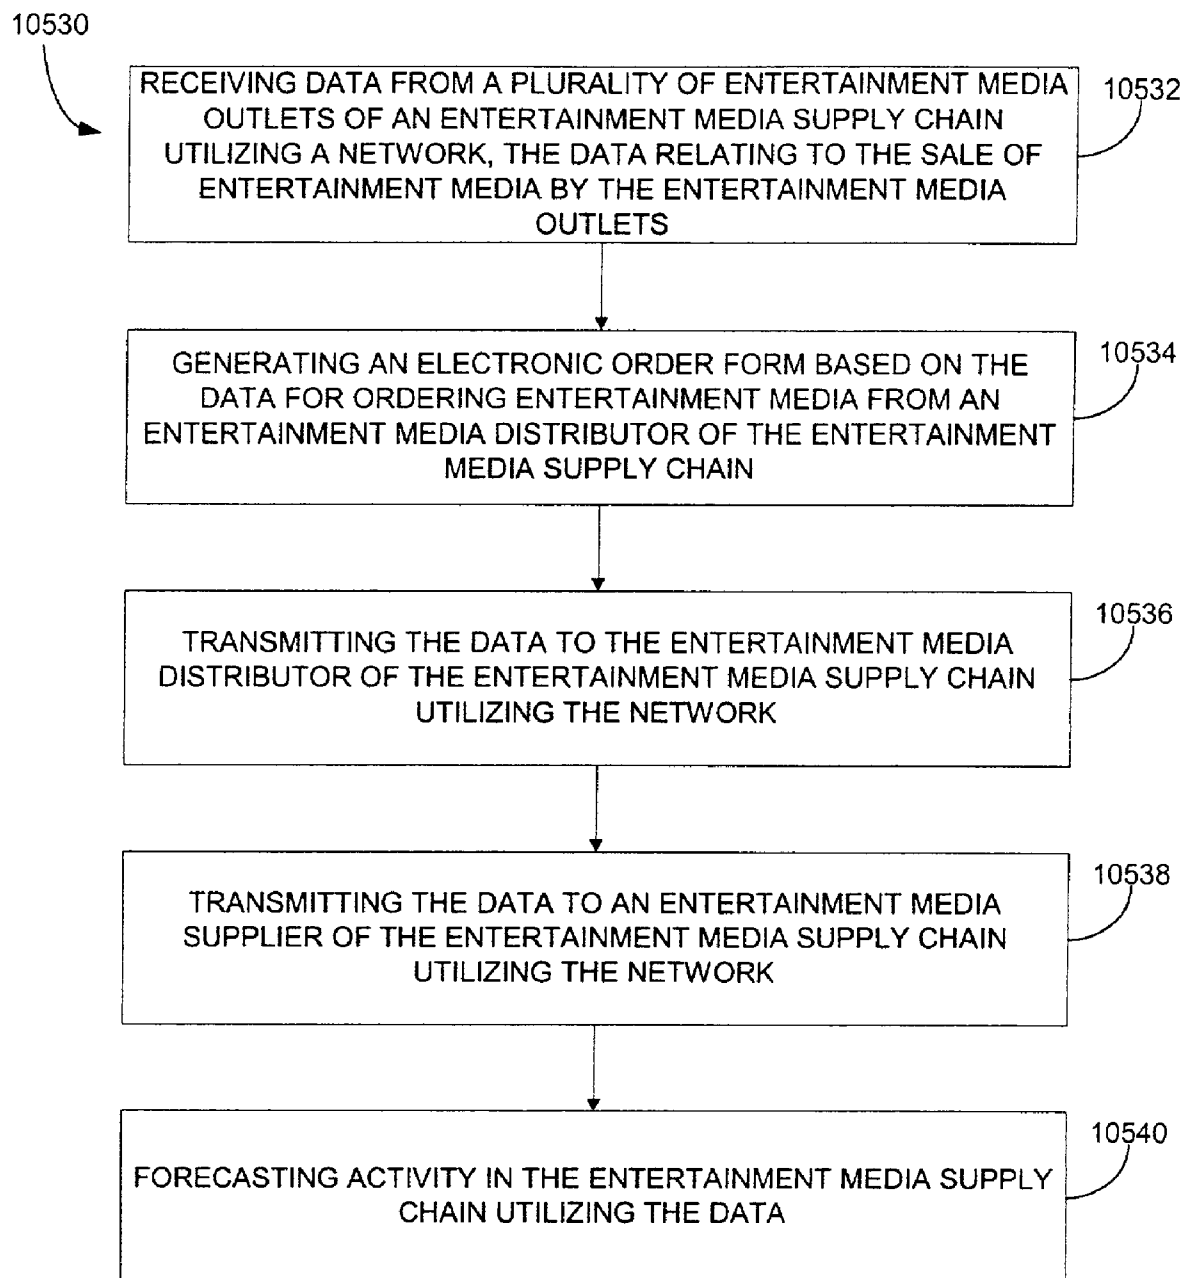 10530
RECEIVING DATA FROM A PLURALITY OF ENTERTAINMENT MEDIA
OUTLETS OF AN ENTERTAINMENT MEDIA SUPPLY CHAIN
UTILIZING A NETWORK, THE DATA RELATING TO THE SALE OF
ENTERTAINMENT MEDIA BY THE ENTERTAINMENT MEDIA
OUTLETS
10532
GENERATING AN ELECTRONIC ORDER FORM BASED ON THE
DATA FOR ORDERING ENTERTAINMENT MEDIA FROM AN
ENTERTAINMENT MEDIA DISTRIBUTOR OF THE ENTERTAINMENT
MEDIA SUPPLY CHAIN
10534
TRANSMITTING THE DATA TO THE ENTERTAINMENT MEDIA
DISTRIBUTOR OF THE ENTERTAINMENT MEDIA SUPPLY CHAIN
UTILIZING THE NETWORK
10536
TRANSMITTING THE DATA TO AN ENTERTAINMENT MEDIA
SUPPLIER OF THE ENTERTAINMENT MEDIA SUPPLY CHAIN
UTILIZING THE NETWORK
10538
FORECASTING ACTIVITY IN THE ENTERTAINMENT MEDIA SUPPLY
CHAIN UTILIZING THE DATA
10540